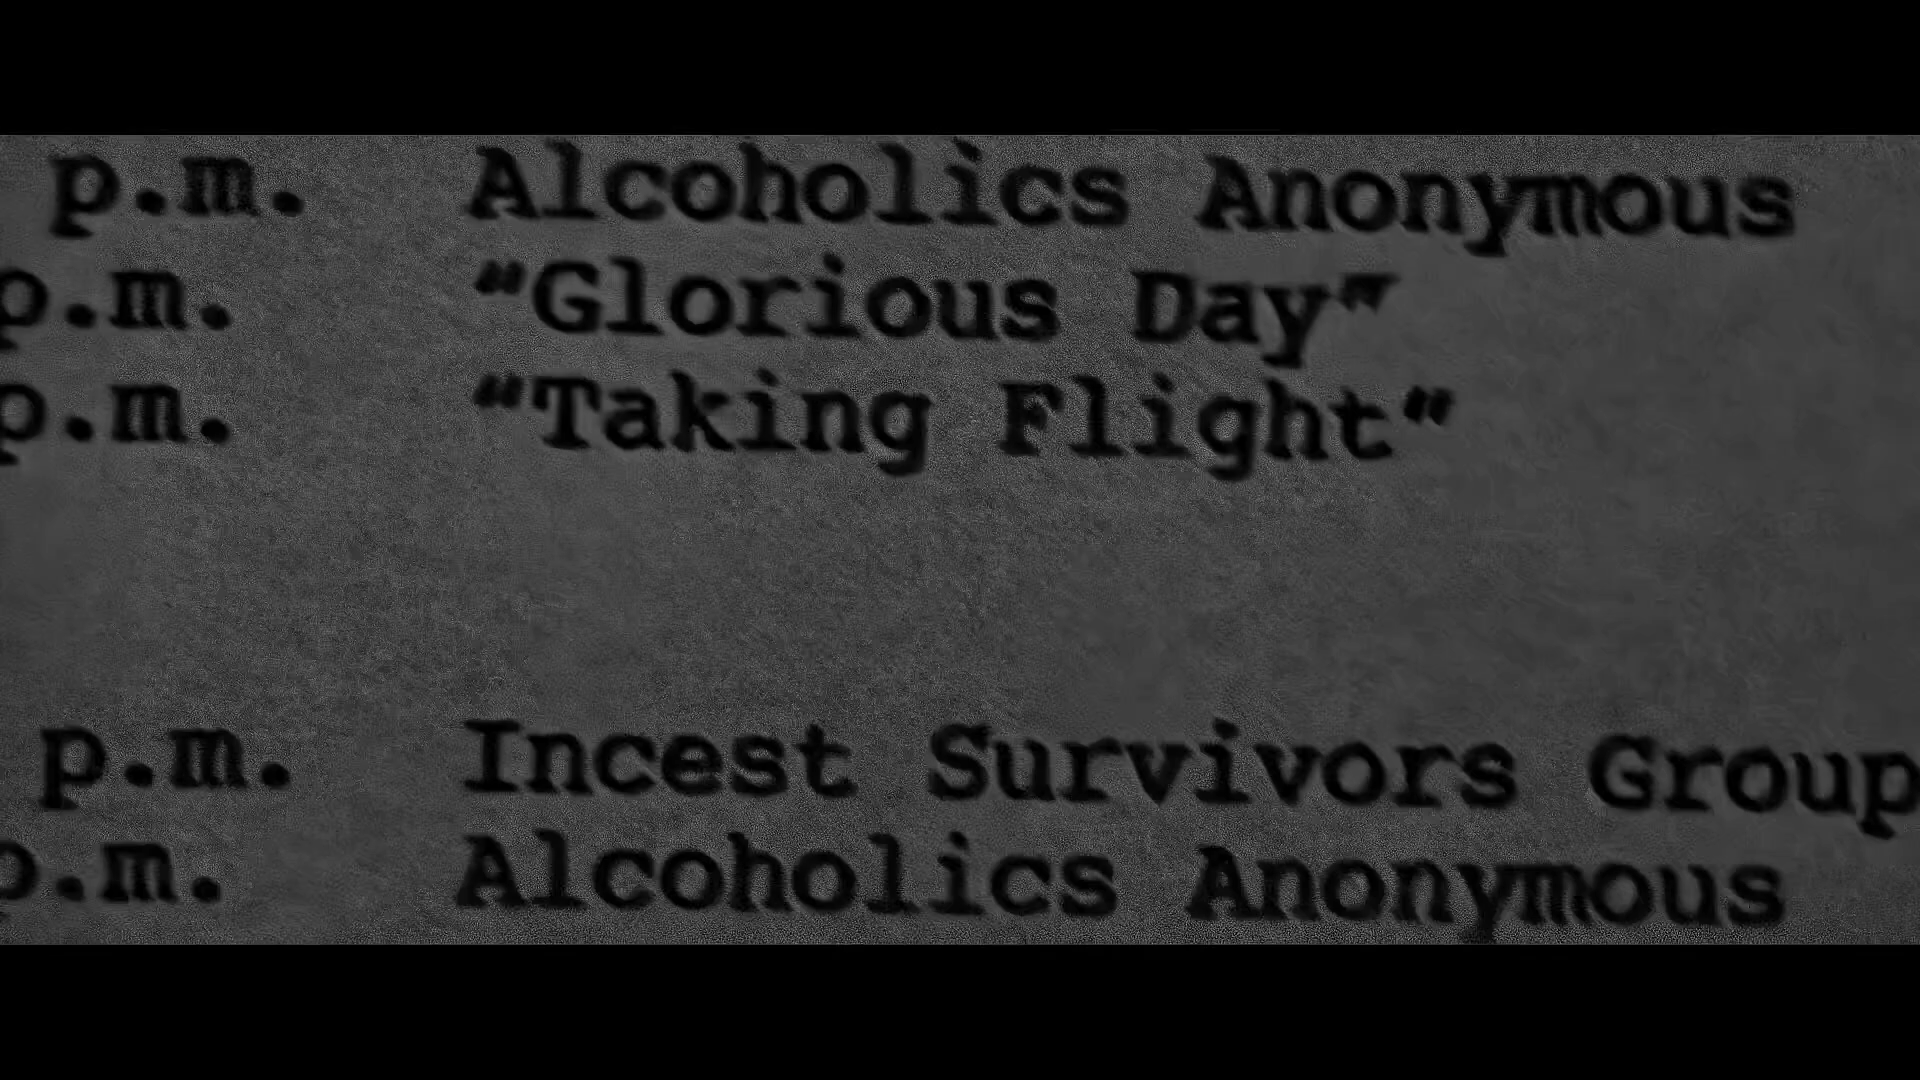 p.m. Alcoholics Anonymous
p.m. "Glorious Day"
p.m. "Taking Flight"
p.m. Incest Survivors Group
p.m. Alcoholics Anonymous